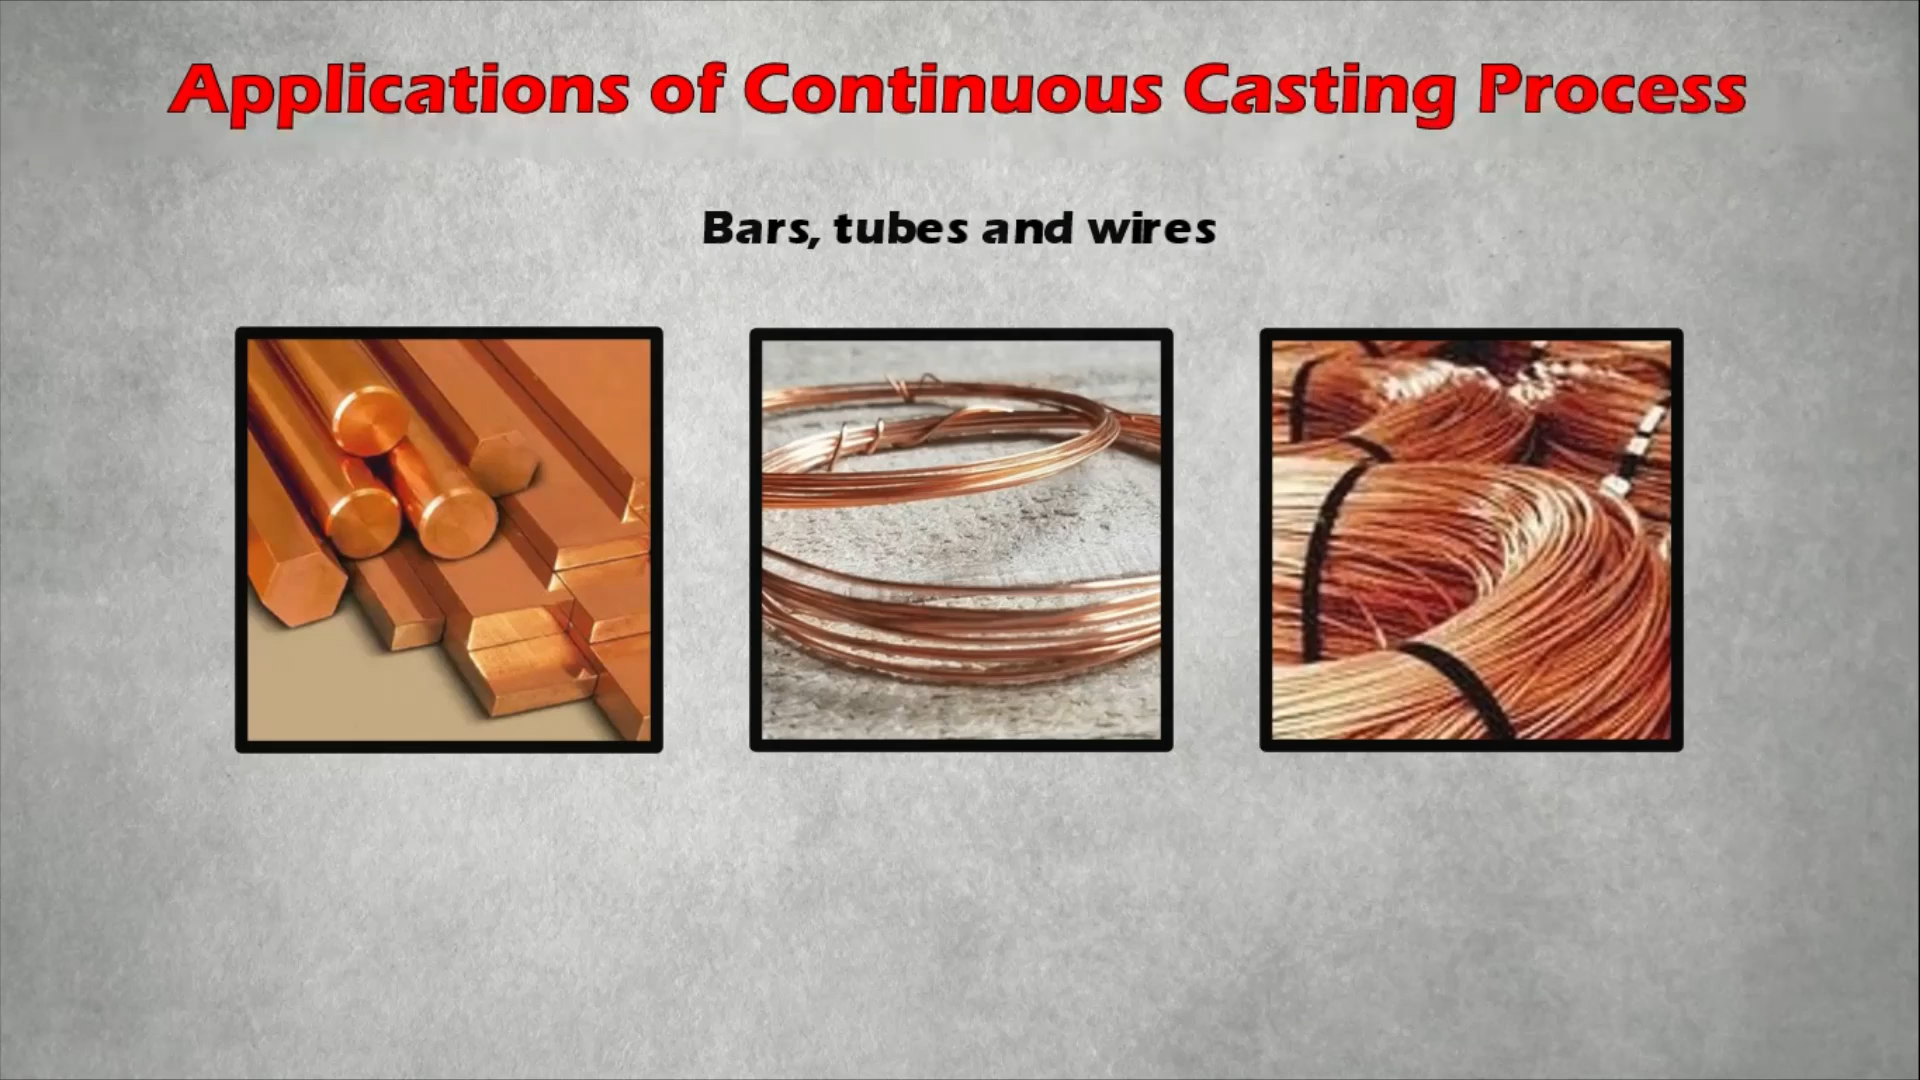 Applications of Continuous Casting Process
Bars, tubes and wires